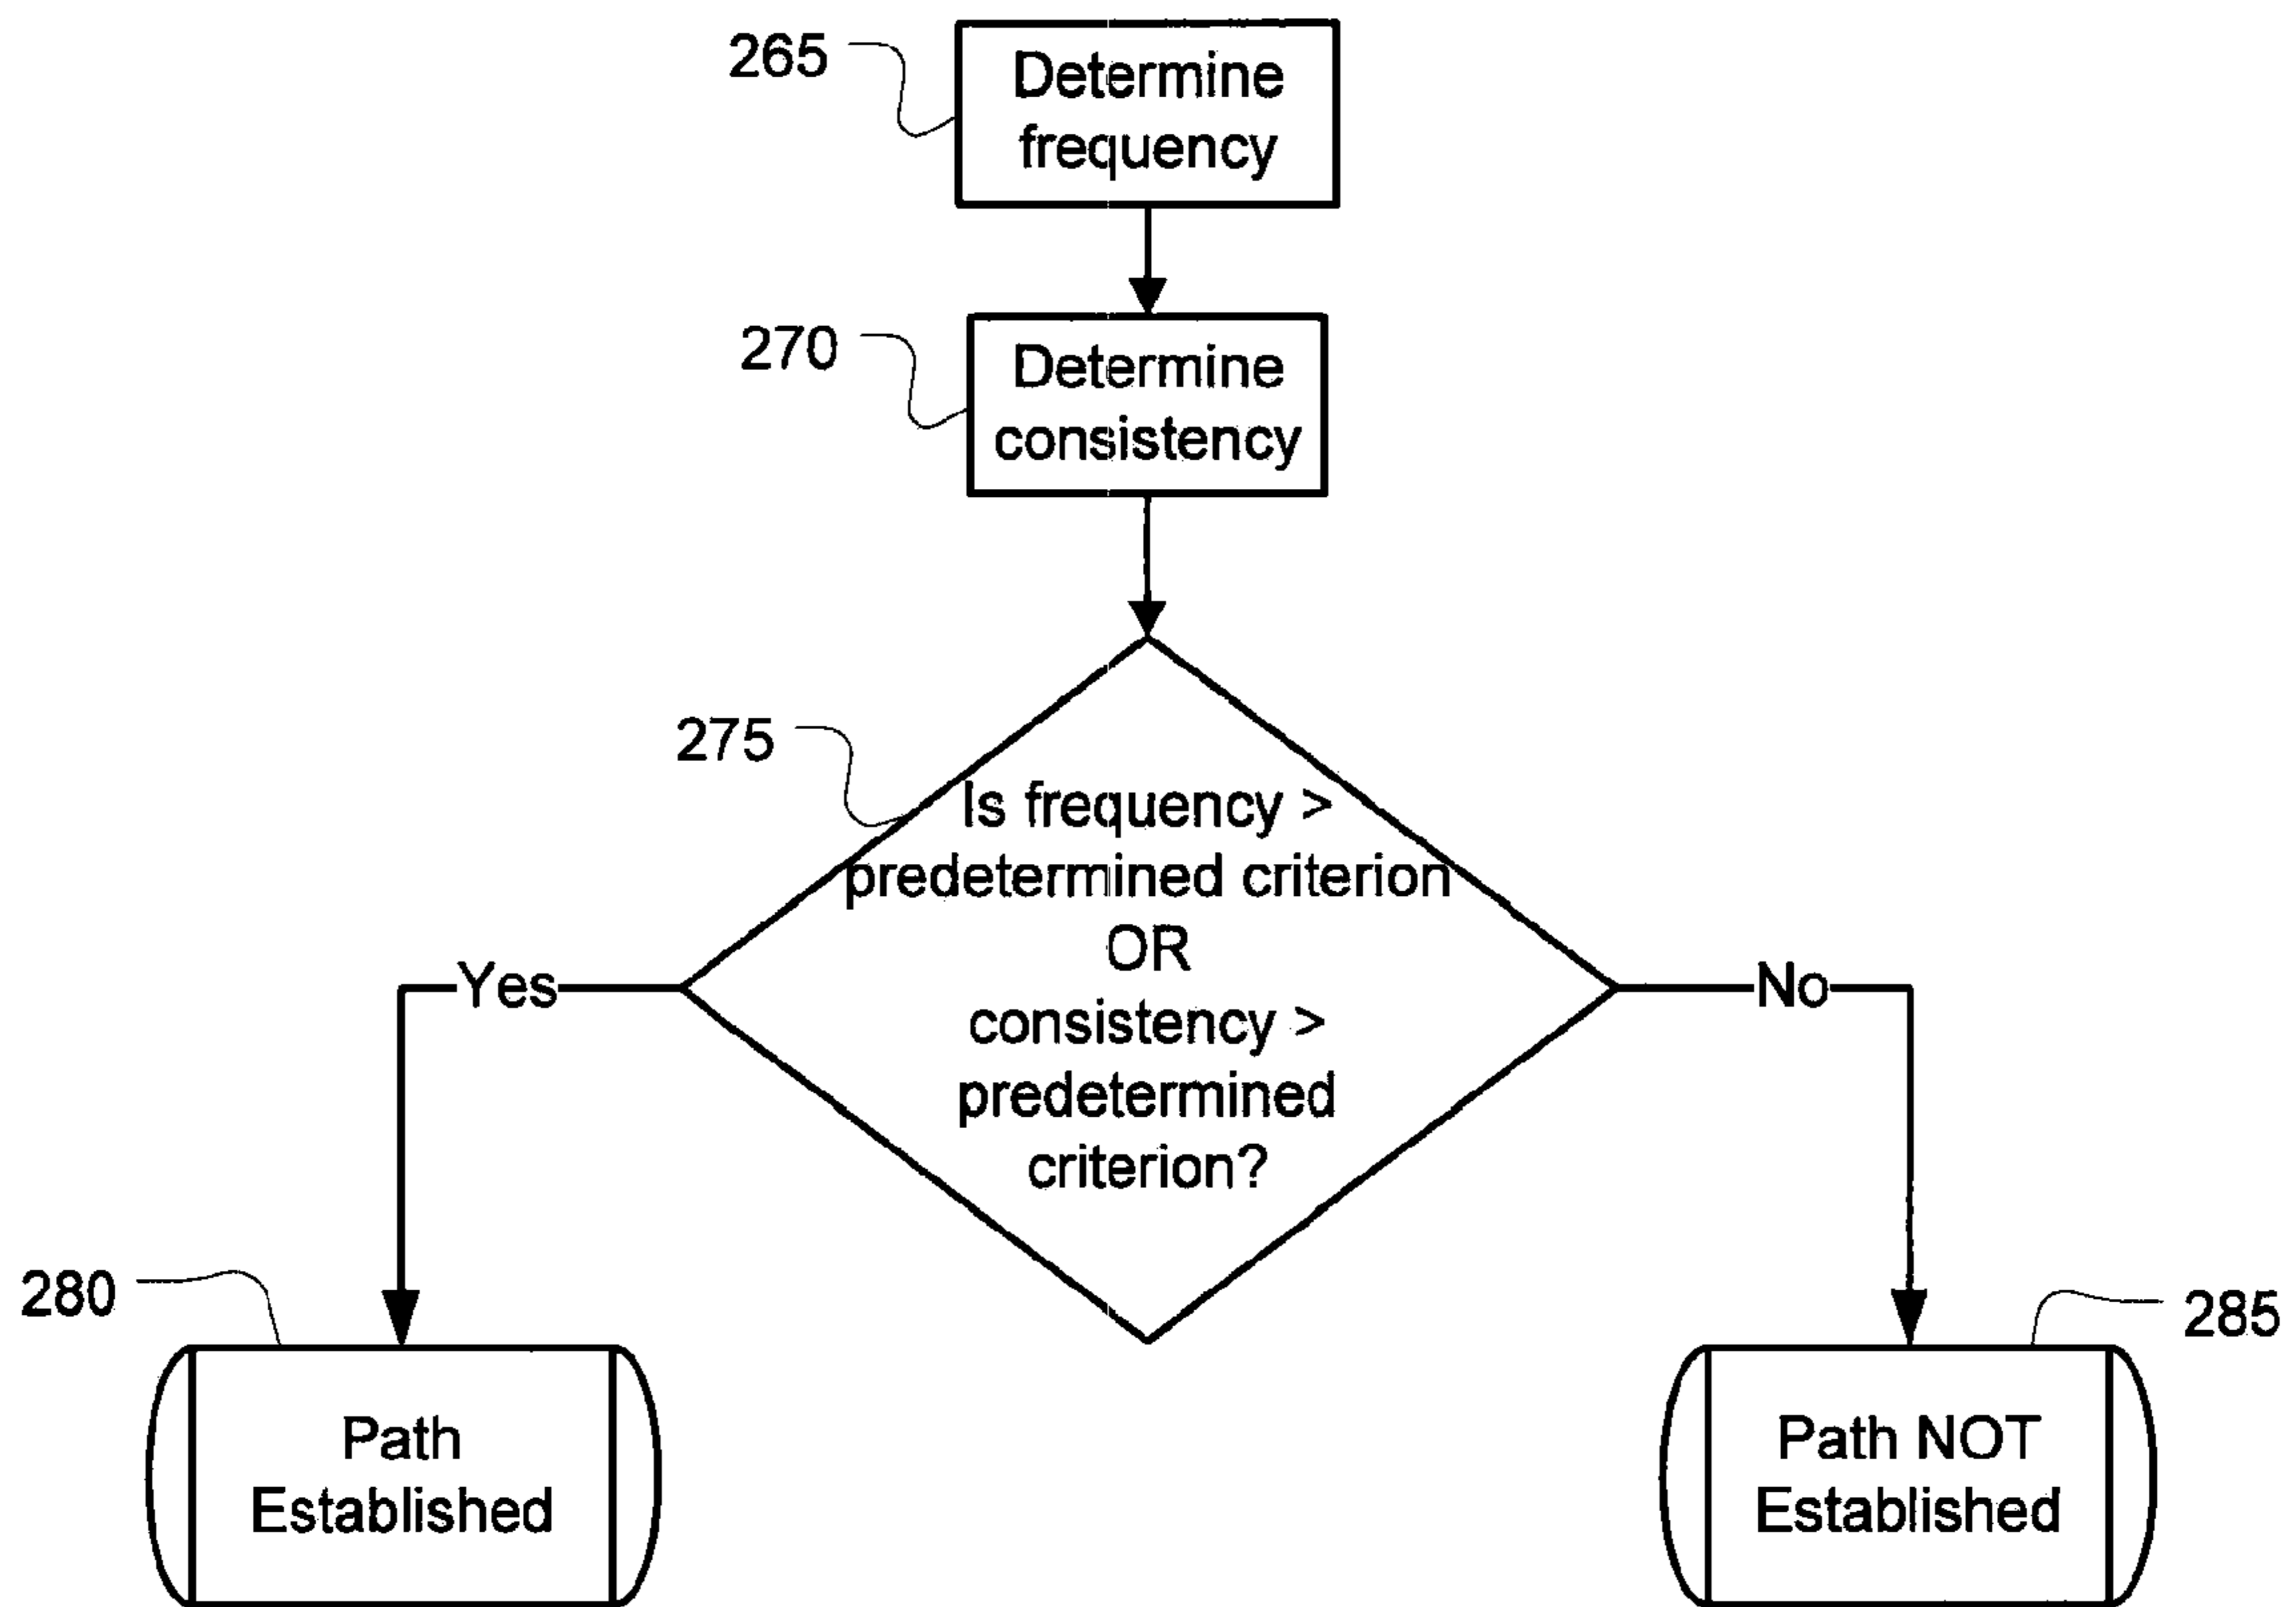 265
Determine
frequency
270
Determine
consistency
275
Is frequency >
predetermined criterion
OR
consistency >
predetermined
criterion?
Yes
No
280
285
Path
Established
Path NOT
Established